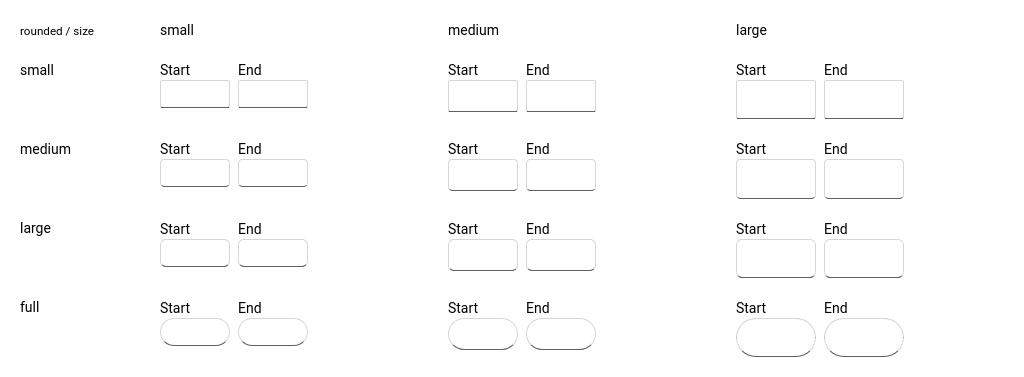 rounded / size small medium large
small Start End Start End Start End
medium Start End Start End Start End
large Start End Start End Start End
full Start End Start End Start End